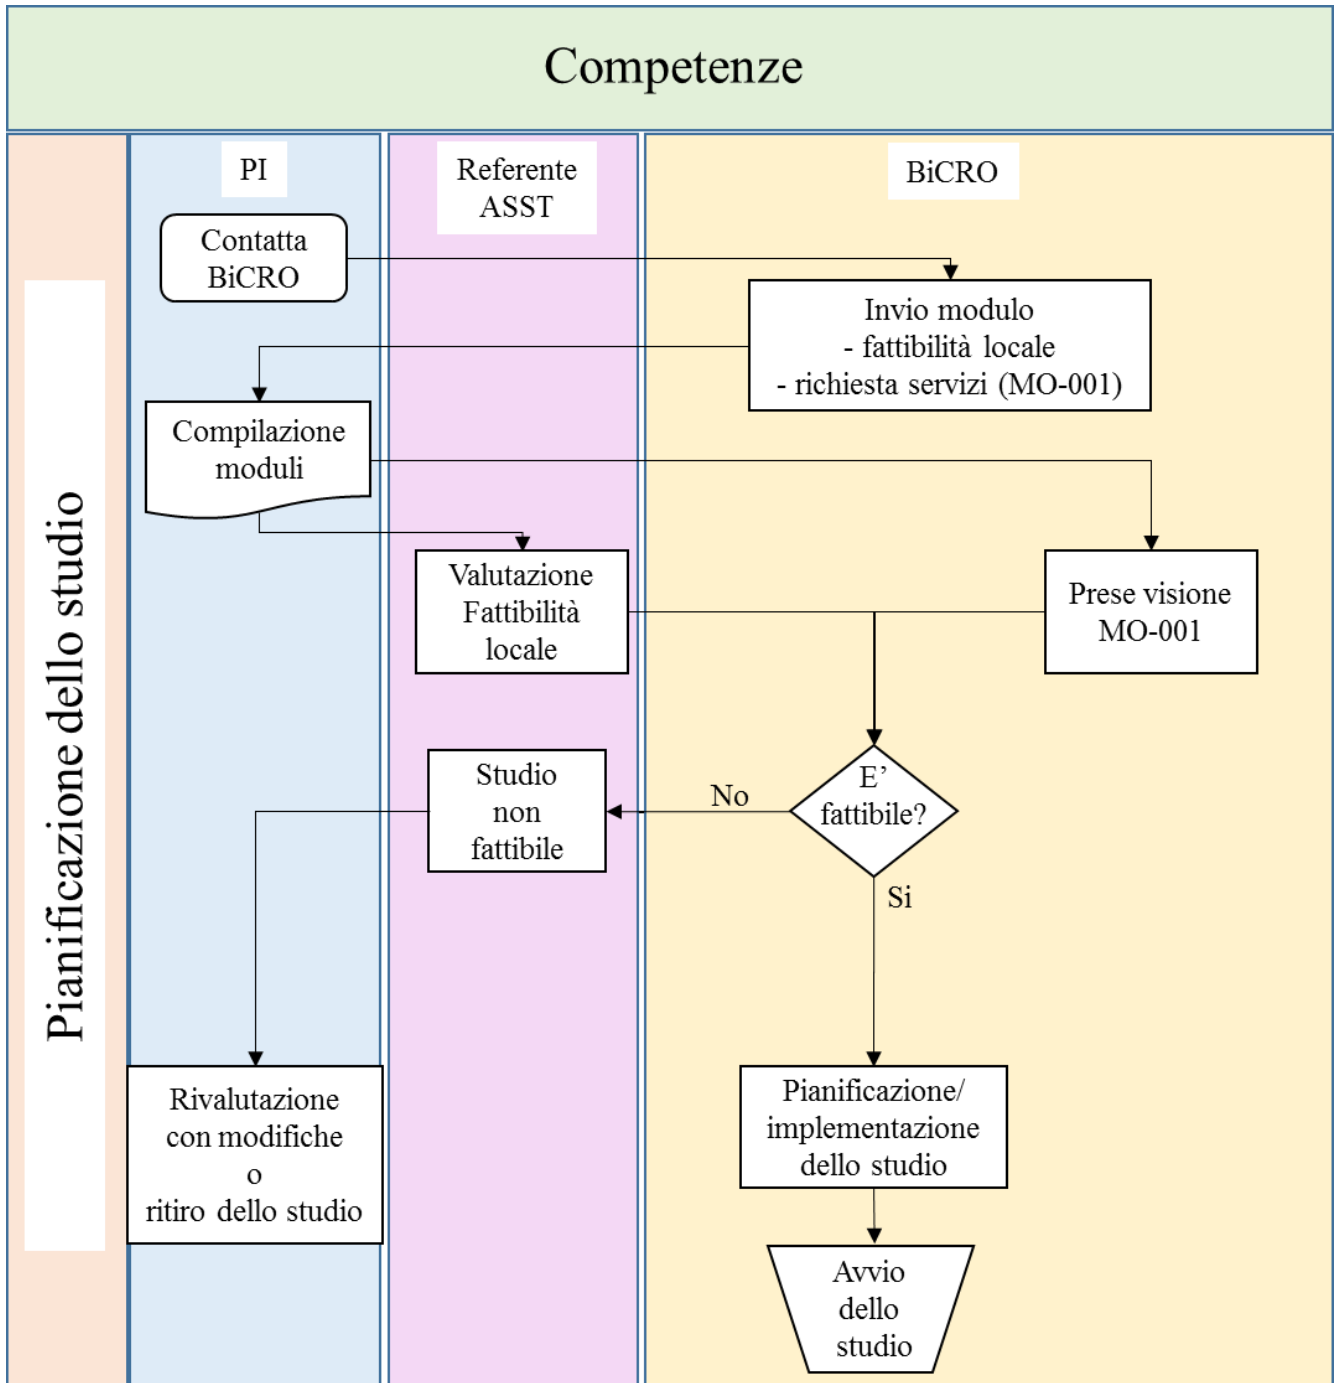 Competenze
PI
Referente
ASST
BiCRO
Contatta
BiCRO
Invio modulo
- fattibilità locale
- richiesta servizi (MO-001)
Compilazione
moduli
Valutazione
Fattibilità
locale
Prese visione
MO-001
Studio
non
fattibile
No
E’
fattibile?
Si
Pianificazione dello studio
Rivalutazione
con modifiche
o
ritiro dello studio
Pianificazione/
implementazione
dello studio
Avvio
dello
studio